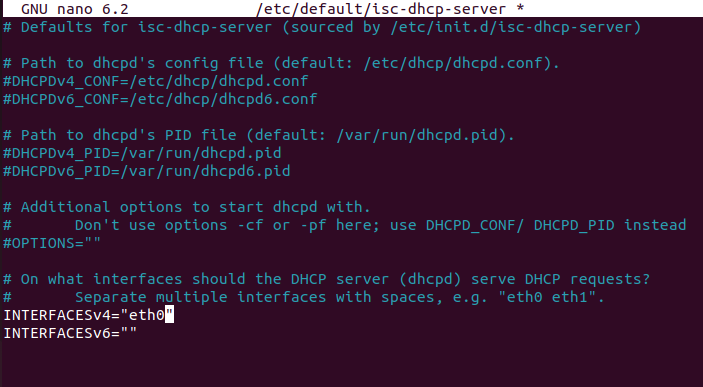 GNU nano 6.2 /etc/default/isc-dhcp-server *
# Defaults for isc-dhcp-server (sourced by /etc/init.d/isc-dhcp-server)
# Path to dhcpd's config file (default: /etc/dhcp/dhcpd.conf).
#DHCPDv4_CONF=/etc/dhcp/dhcpd.conf
#DHCPDv6_CONF=/etc/dhcp/dhcpd6.conf
# Path to dhcpd's PID file (default: /var/run/dhcpd.pid).
#DHCPDv4_PID=/var/run/dhcpd.pid
#DHCPDv6_PID=/var/run/dhcpd6.pid
# Additional options to start dhcpd with.
#       Don't use options -cf or -pf here; use DHCPD_CONF/ DHCPD_PID instead
#OPTIONS=""
# On what interfaces should the DHCP server (dhcpd) serve DHCP requests?
#       Separate multiple interfaces with spaces, e.g. "eth0 eth1".
INTERFACESv4="eth0"
INTERFACESv6=""